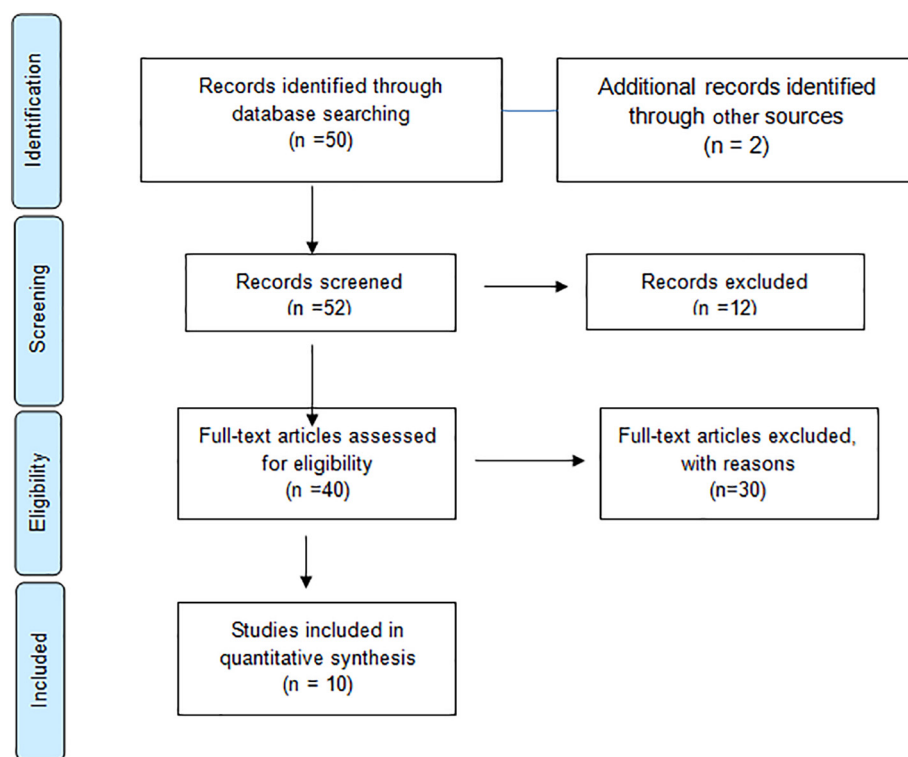 Identification
Records identified through
database searching
(n =50)
Additional records identified
through other sources
(n = 2)
Screening
Records screened
(n =52)
Records excluded
(n =12)
Eligibility
Full-text articles assessed
for eligibility
(n =40)
Full-text articles excluded,
with reasons
(n=30)
Included
Studies included in
quantitative synthesis
(n = 10)